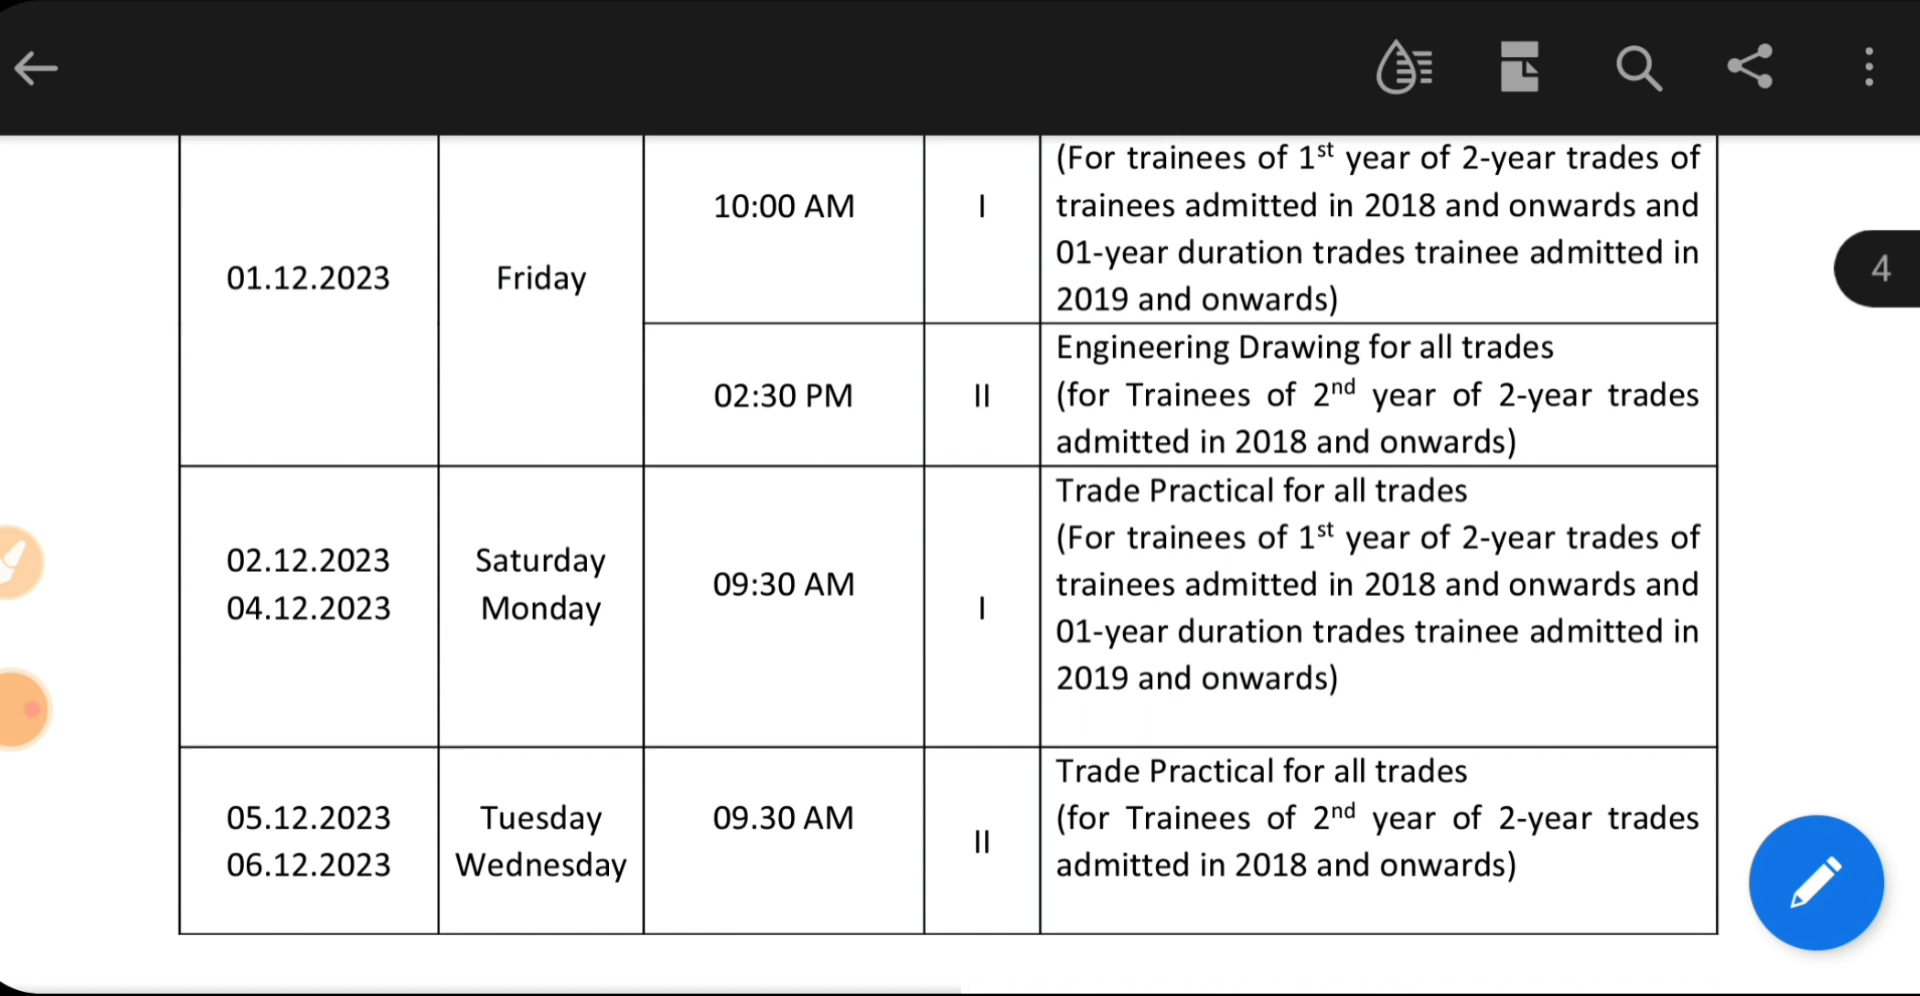 (For trainees of 1st year of 2-year trades of
10:00 AM I trainees admitted in 2018 and onwards and
01-year duration trades trainee admitted in
01.12.2023 Friday
2019 and onwards)
4
Engineering Drawing for all trades
02:30 PM II (for Trainees of 2nd year of 2-year trades
admitted in 2018 and onwards)
Trade Practical for all trades
(For trainees of 1st year of 2-year trades of
02.12.2023 Saturday
09:30 AM trainees admitted in 2018 and onwards and
04.12.2023 Monday I
01-year duration trades trainee admitted in
2019 and onwards)
Trade Practical for all trades
05.12.2023 Tuesday 09.30 AM (for Trainees of 2nd year of 2-year trades
II
06.12.2023 Wednesday admitted in 2018 and onwards)